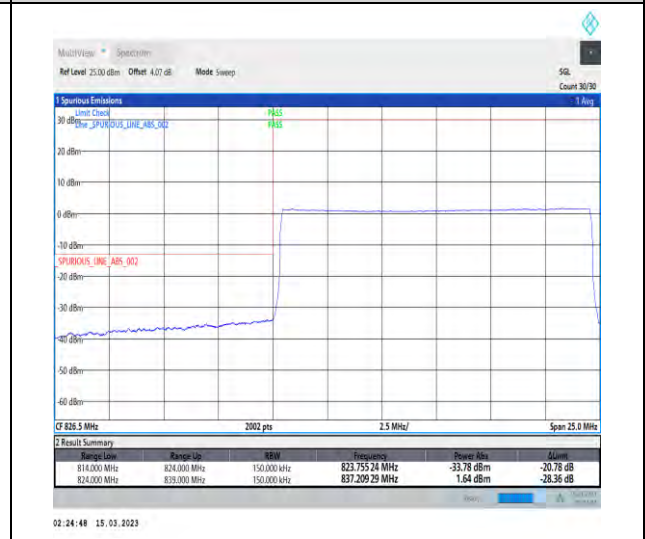 MultiView Spectrum
Ref Level 25.00 dBm Offset 4.07 dB Mode Sweep SGL
Count 30/30
1 Spurious Emissions 1 Avg
Limit Check PASS
Line _SPURIOUS_LINE_ABS_002 PASS
30 dBm
20 dBm
10 dBm
0 dBm
-10 dBm
_SPURIOUS_LINE_ABS_002
-20 dBm
-30 dBm
-40 dBm
-50 dBm
-60 dBm
CF 826.5 MHz 2002 pts 2.5 MHz/ Span 25.0 MHz
2 Result Summary
Range Low Range Up RBW Frequency Power Abs ΔLimit
814.000 MHz 824.000 MHz 150.000 kHz 823.755 24 MHz -33.78 dBm -20.78 dB
824.000 MHz 839.000 MHz 150.000 kHz 837.209 29 MHz 1.64 dBm -28.36 dB
02:24:48 15.03.2023